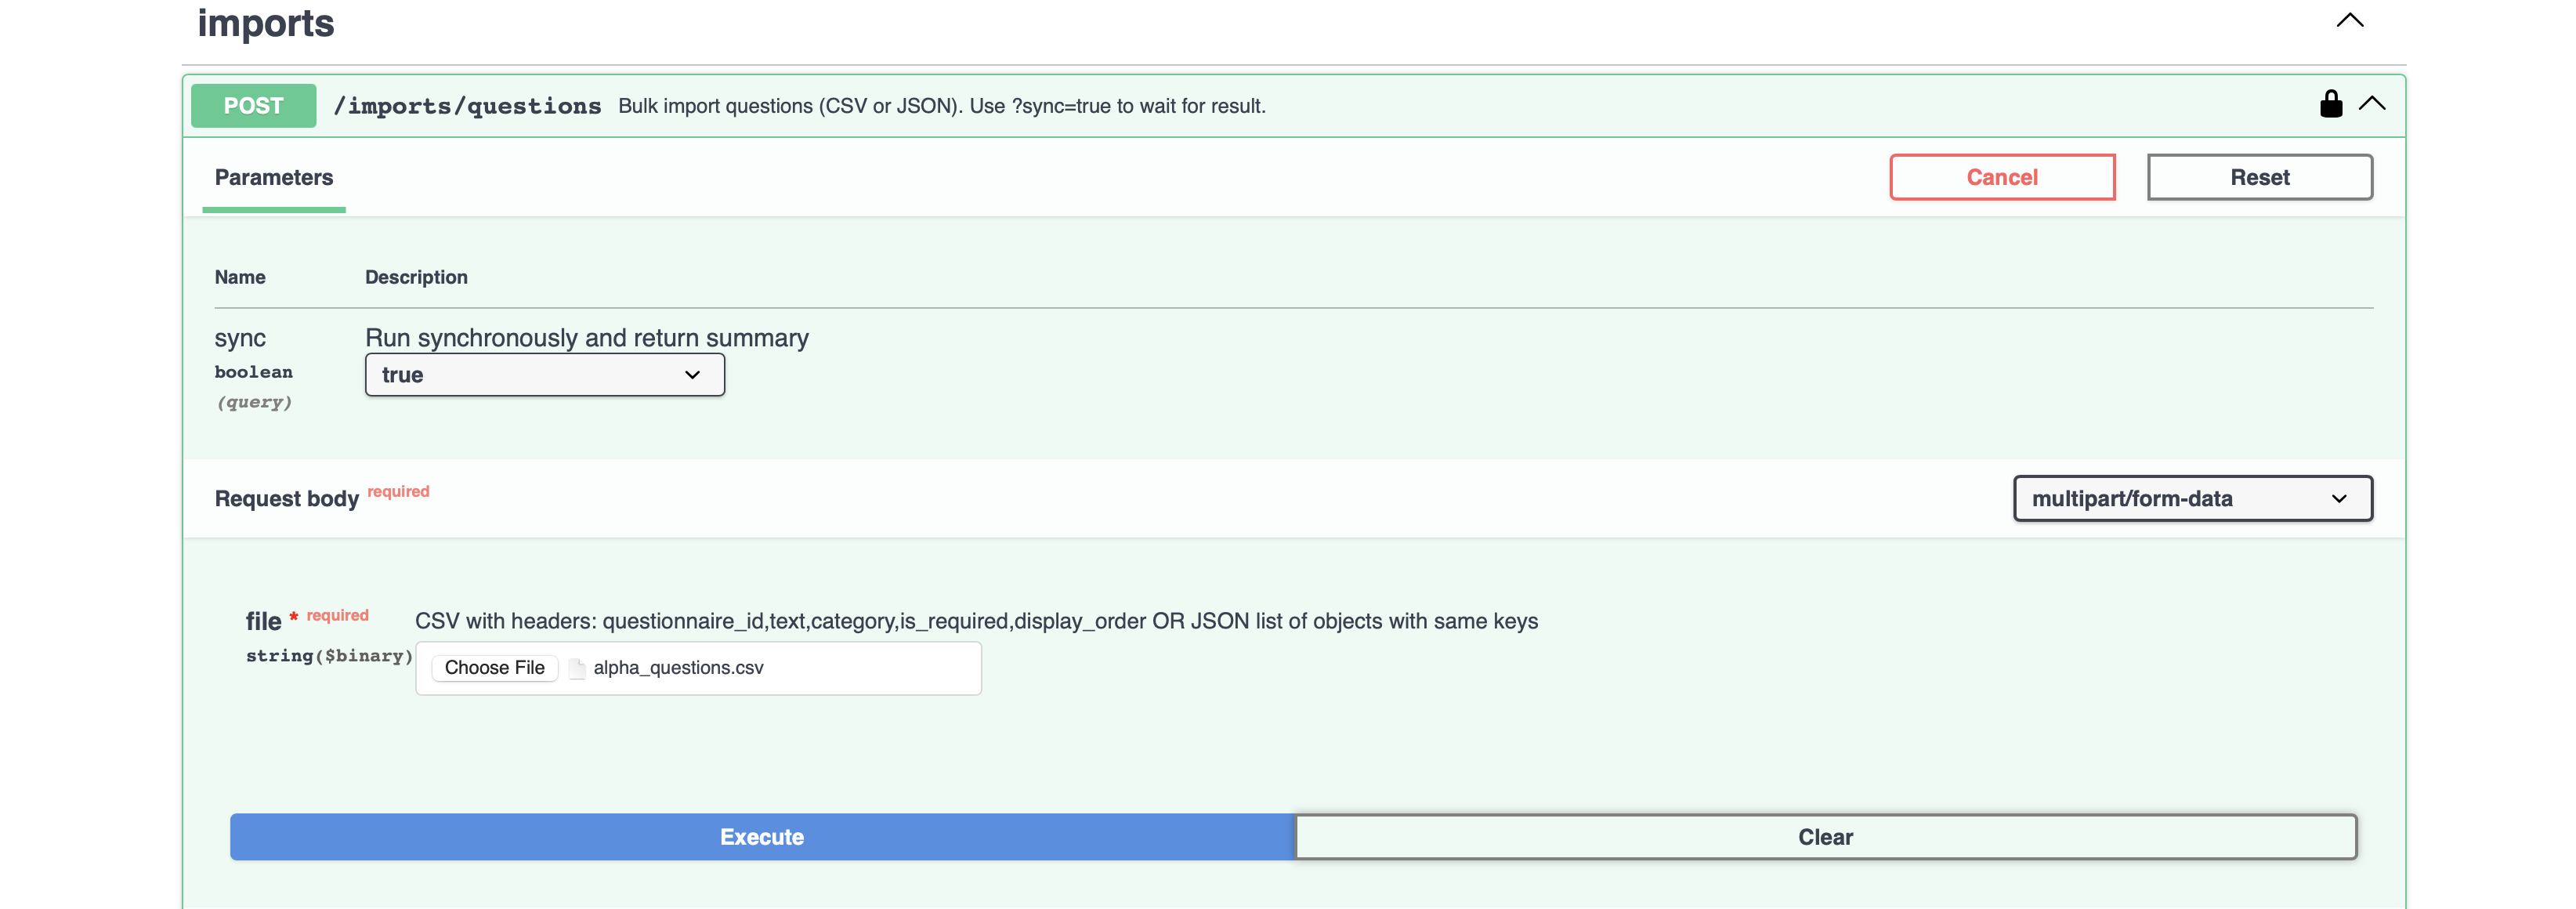 imports
POST /imports/questions Bulk import questions (CSV or JSON). Use ?sync=true to wait for result.
Parameters Cancel Reset
Name Description
sync Run synchronously and return summary
boolean true
(query)
Request body required multipart/form-data
file * required CSV with headers: questionnaire_id,text,category,is_required,display_order OR JSON list of objects with same keys
string($binary) Choose File alpha_questions.csv
Execute Clear